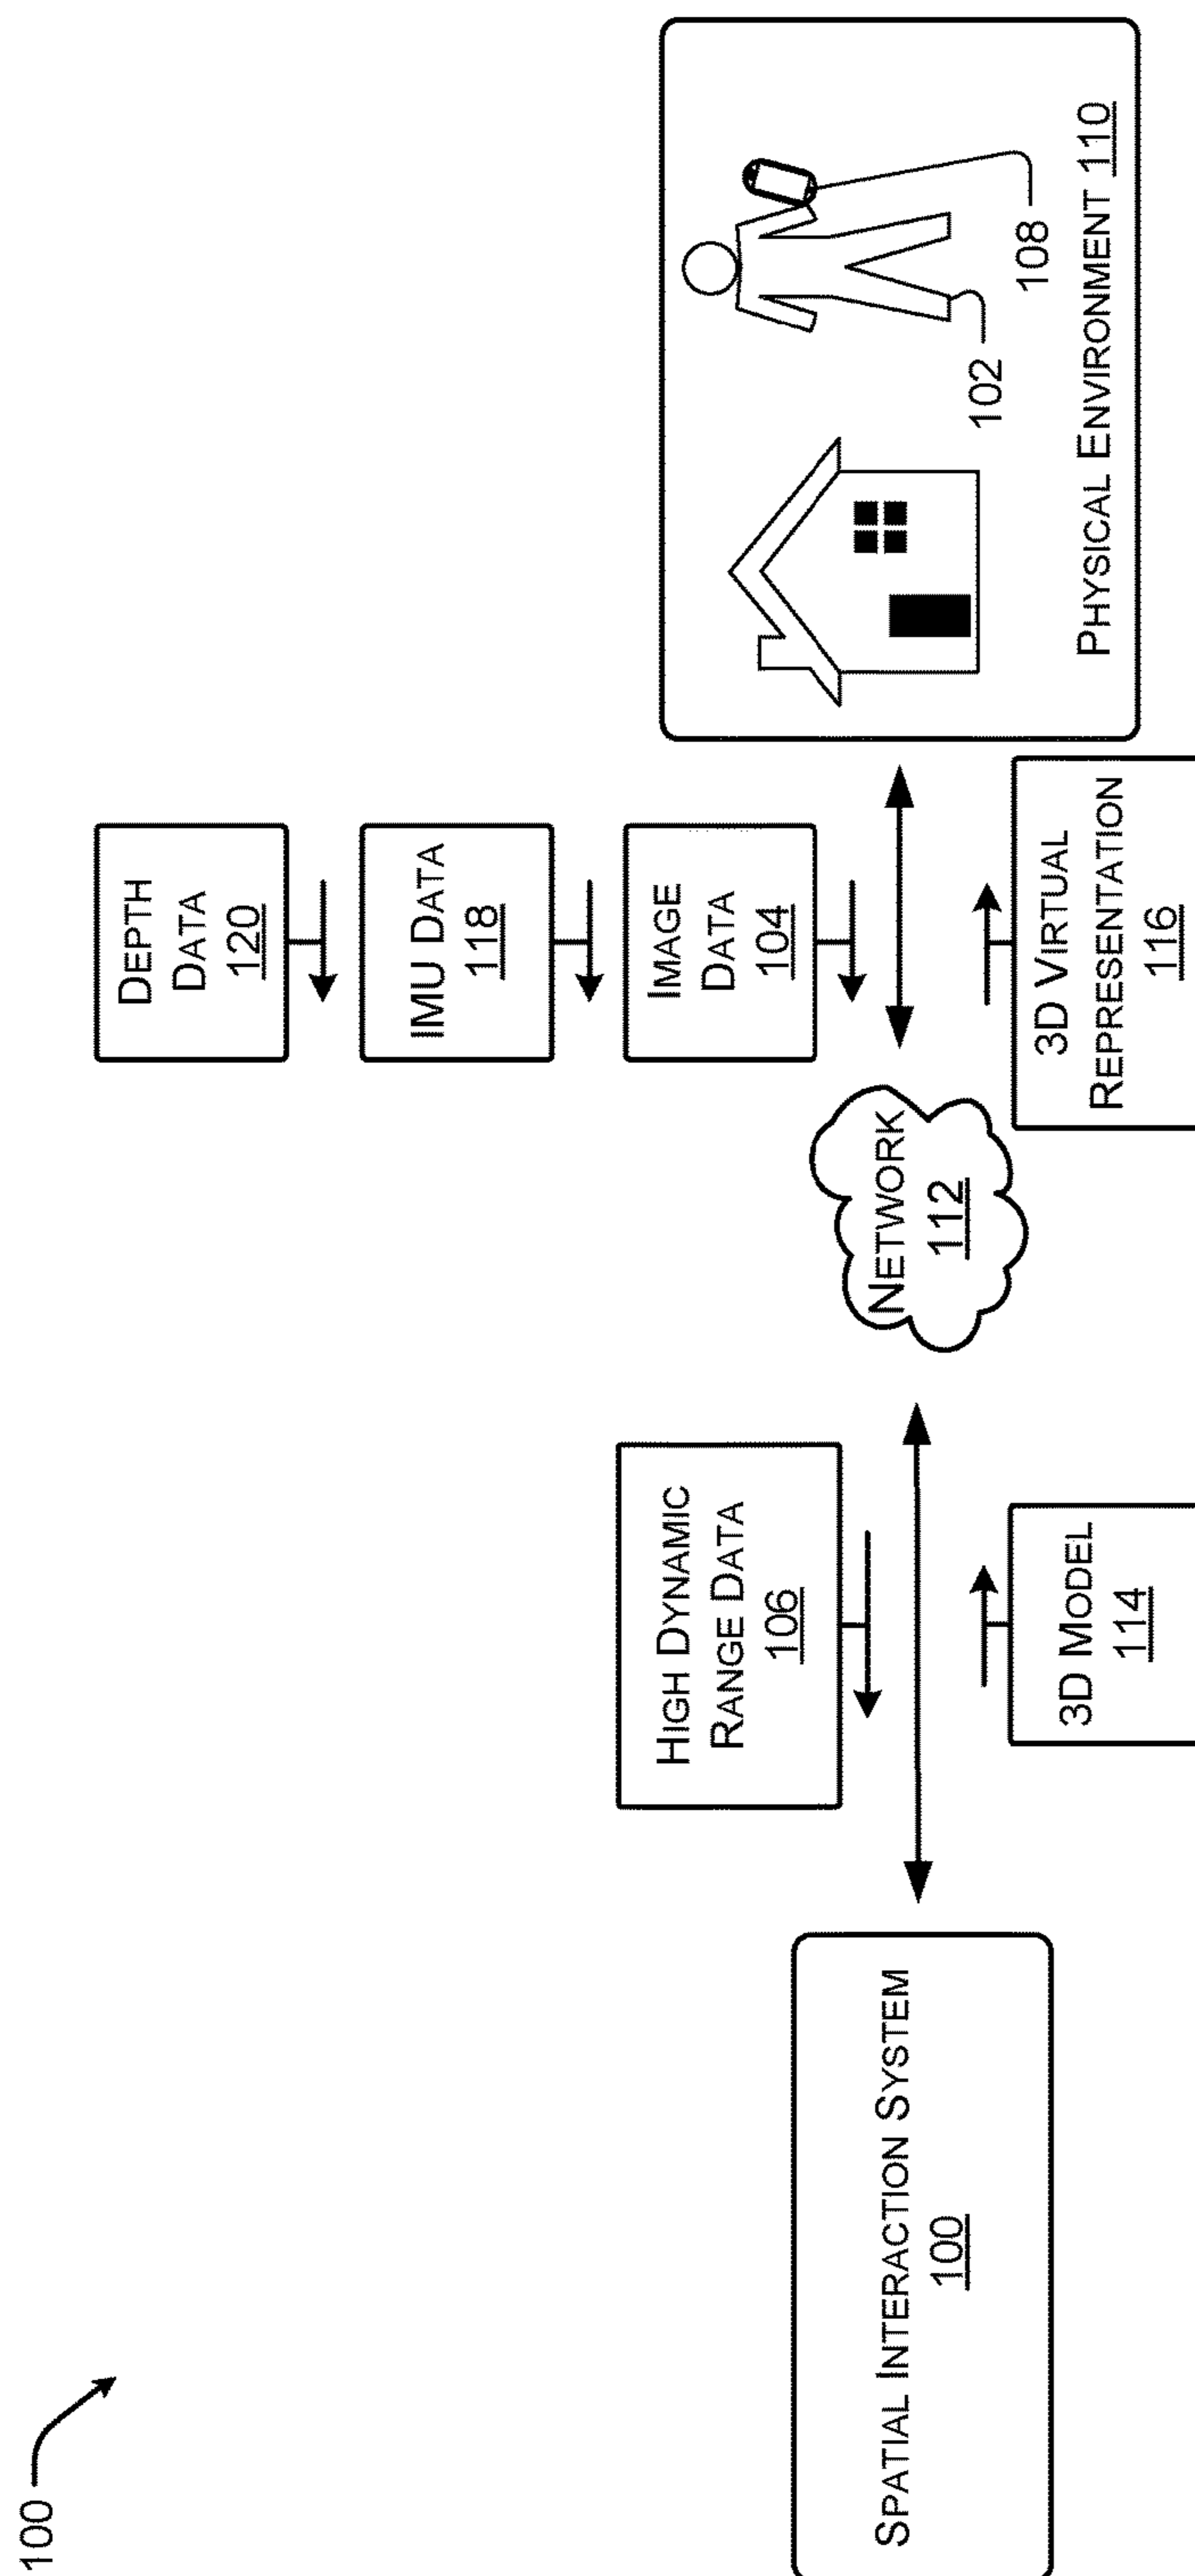 100
SPATIAL INTERACTION SYSTEM
100
HIGH DYNAMIC
RANGE DATA
106
3D MODEL
114
NETWORK
112
DEPTH
DATA
120
IMU DATA
118
IMAGE
DATA
104
3D VIRTUAL
REPRESENTATION
116
102
108
PHYSICAL ENVIRONMENT 110